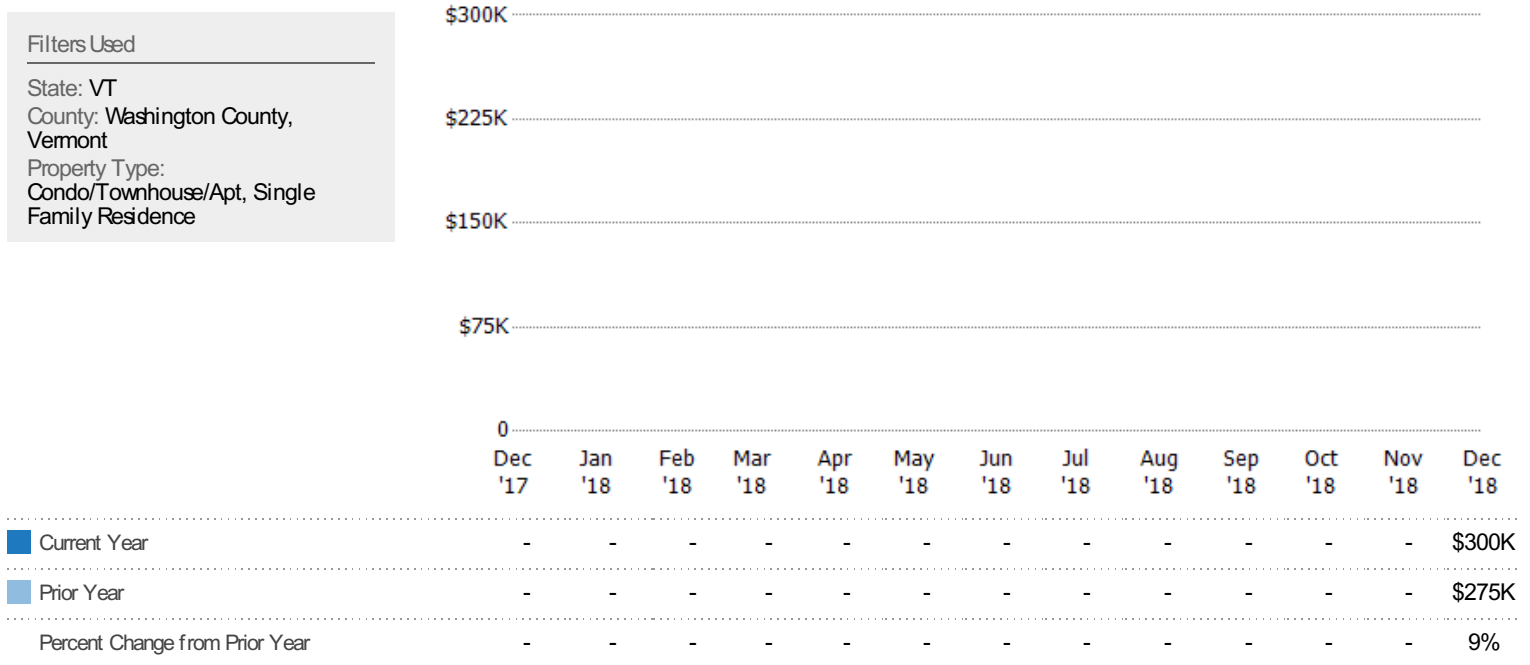 Filters Used
State: VT
County: Washington County,
Vermont
Property Type:
Condo/Townhouse/Apt, Single
Family Residence
$300K
$225K
$150K
$75K
0
Dec Jan Feb Mar Apr May Jun Jul Aug Sep Oct Nov Dec
'17 '18 '18 '18 '18 '18 '18 '18 '18 '18 '18 '18 '18
Current Year - - - - - - - - - - - - $300K
Prior Year - - - - - - - - - - - - $275K
Percent Change from Prior Year - - - - - - - - - - - - 9%